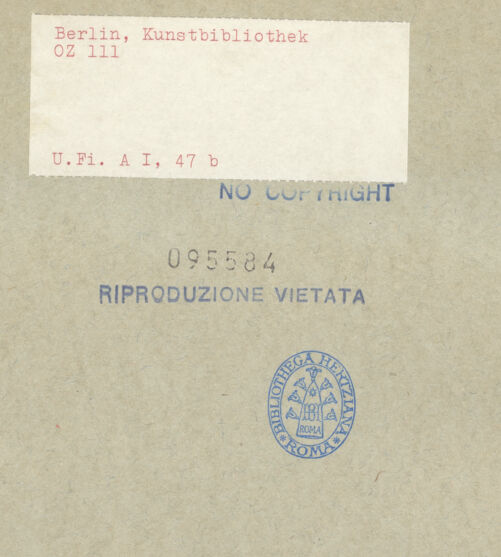 Berlin, Kunstbibliothek
OZ 111
U.Fi. A I, 47 b
NO COPYRIGHT
095584
RIPRODUZIONE VIETATA
BIBLIOTHECA HERTZIANA
ROMA
* ROMA *